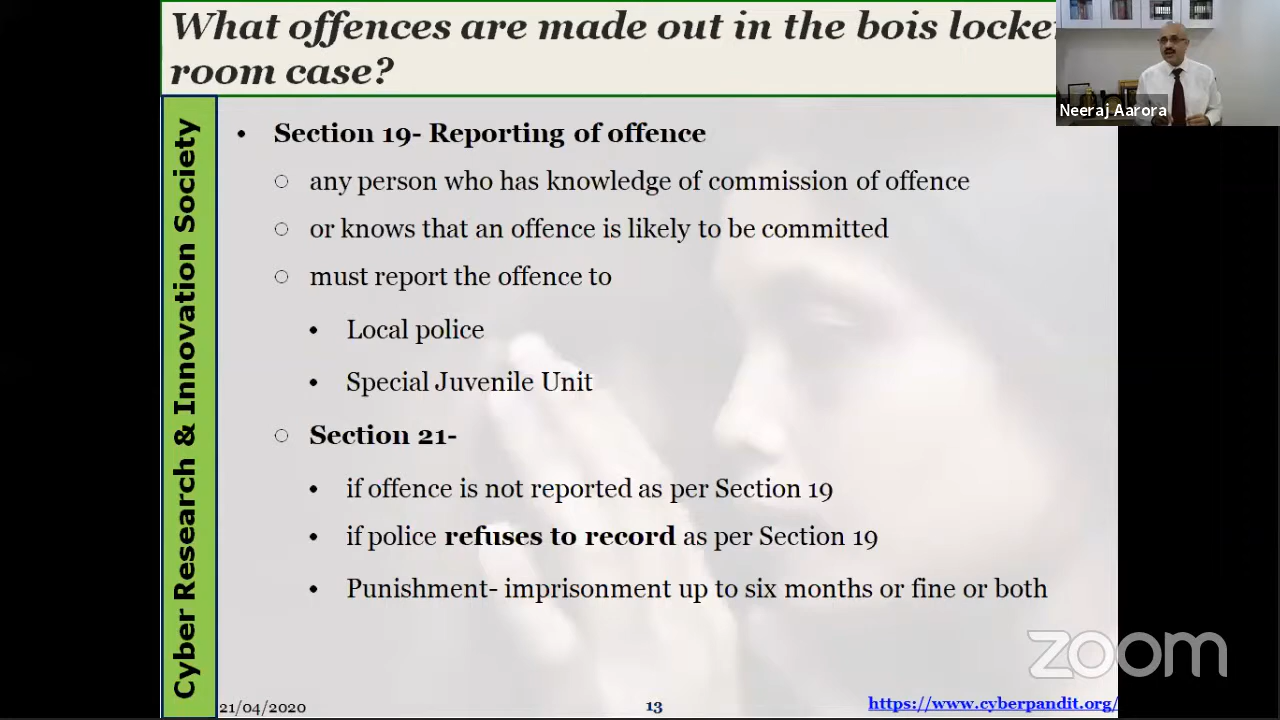 What offences are made out in the bois locke
room case?
Neeraj Aarora
Cyber Research & Innovation Society
• Section 19- Reporting of offence
○ any person who has knowledge of commission of offence
○ or knows that an offence is likely to be committed
○ must report the offence to
• Local police
• Special Juvenile Unit
○ Section 21-
• if offence is not reported as per Section 19
• if police refuses to record as per Section 19
• Punishment- imprisonment up to six months or fine or both
zoom
21/04/2020
13
https://www.cyberpandit.org/